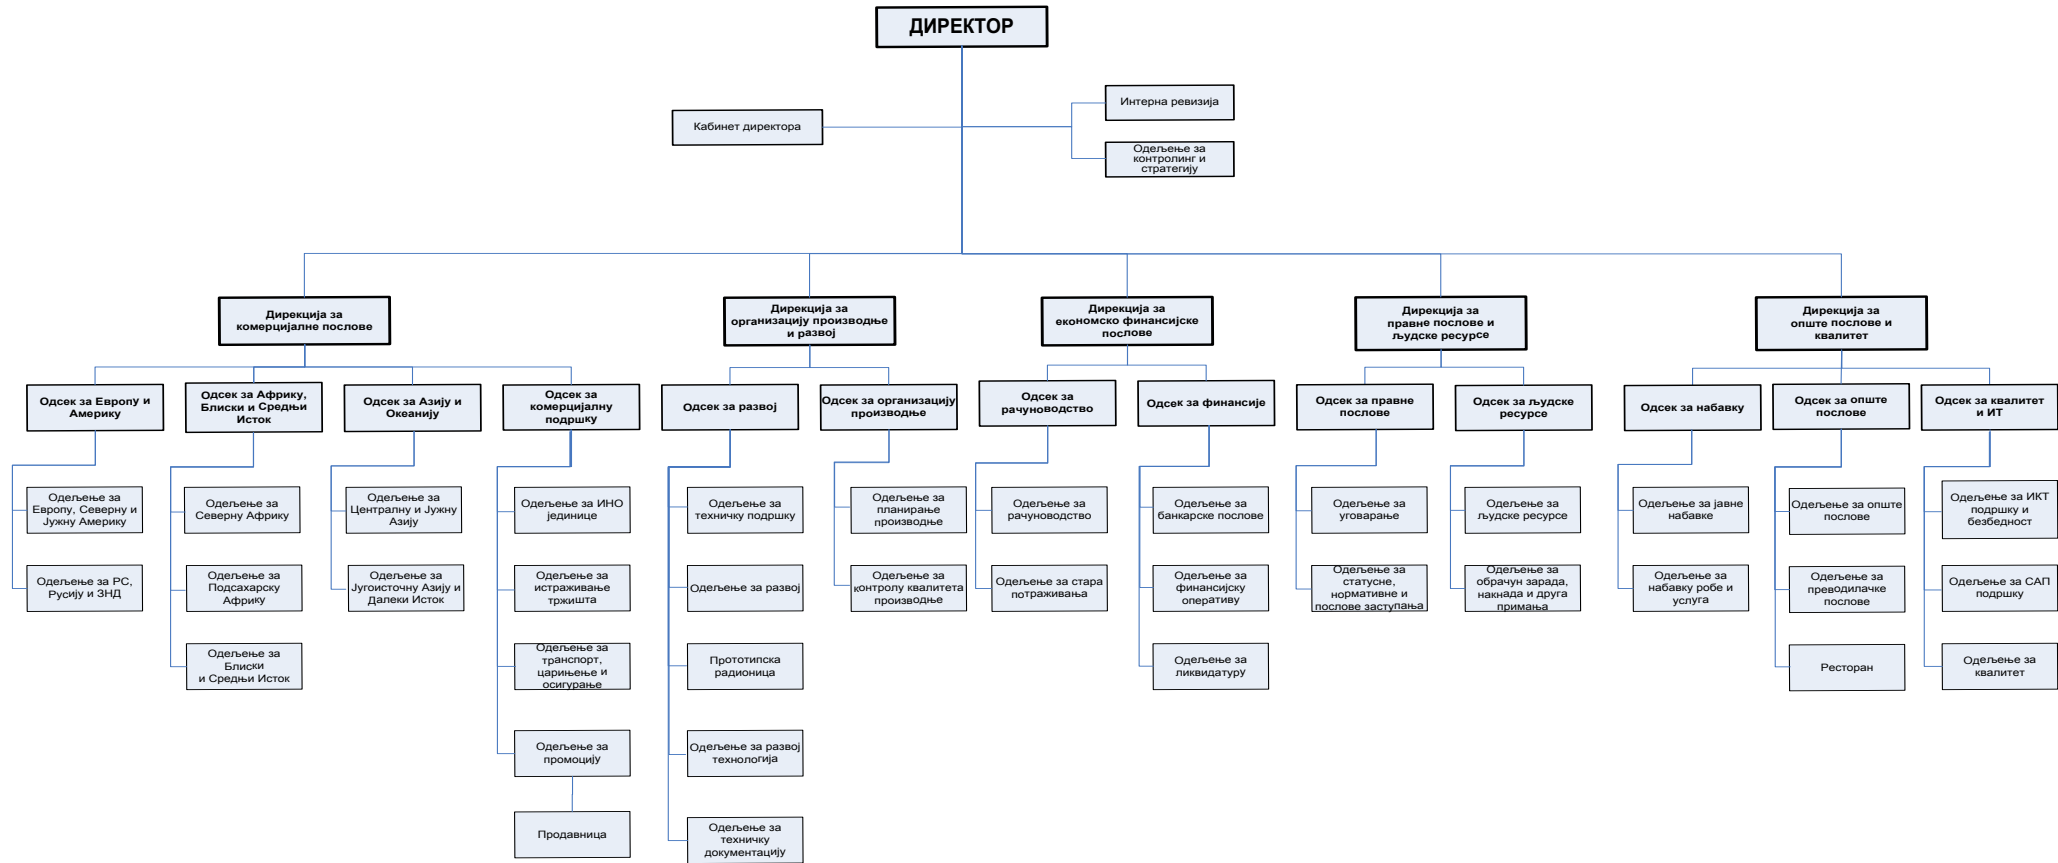 ДИРЕКТОР
Интерна ревизија
Кабинет директора
Одељење за
контролинг и
стратегију
Дирекција за
комерцијалне послове
Дирекција за
организацију производње
и развој
Дирекција за
економско финансијске
послове
Дирекција за
правне послове и
људске ресурсе
Дирекција за
опште послове и
квалитет
Одсек за Европу и
Америку
Одсек за Африку,
Блиски и Средњи
Исток
Одсек за Азију и
Океанију
Одсек за
комерцијалну
подршку
Одсек за развој
Одсек за организацију
производње
Одсек за
рачуноводство
Одсек за финансије
Одсек за правне
послове
Одсек за људске
ресурсе
Одсек за набавку
Одсек за опште
послове
Одсек за квалитет
и ИТ
Одељење за
Европу, Северну и
Јужну Америку
Одељење за
Северну Африку
Одељење за
Централну и Јужну
Азију
Одељење за ИНО
јединице
Одељење за
техничку подршку
Одељење за
планирање
производње
Одељење за
рачуноводство
Одељење за
банкарске послове
Одељење за
уговарање
Одељење за
људске ресурсе
Одељење за јавне
набавке
Одељење за опште
послове
Одељење за ИКТ
подршку и
безбедност
Одељење за РС,
Русију и ЗНД
Одељење за
Подсахарску
Африку
Одељење за
Југоисточну Азију и
Далеки Исток
Одељење за
истраживање
тржишта
Одељење за развој
Одељење за
контролу квалитета
производње
Одељење за стара
потраживања
Одељење за
финансијску
оперативу
Одељење за
статусне,
нормативне и
послове заступања
Одељење за
обрачун зарада,
накнада и друга
примања
Одељење за
набавку робе и
услуга
Одељење за
преводилачке
послове
Одељење за САП
подршку
Одељење за
Блиски
и Средњи Исток
Одељење за
транспорт,
царињење и
осигурање
Прототипска
радионица
Одељење за
ликвидатуру
Ресторан
Одељење за
квалитет
Одељење за
промоцију
Одељење за развој
технологија
Продавница
Одељење за
техничку
документацију